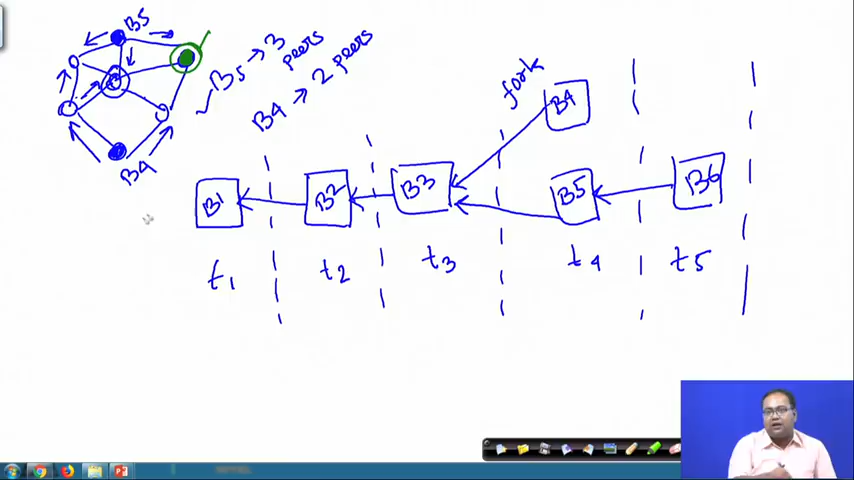 B5
B5 → 3 peers
B4 → 2 peers
B4
fork
B4
B1
B2
B3
B5
B6
t1
t2
t3
t4
t5